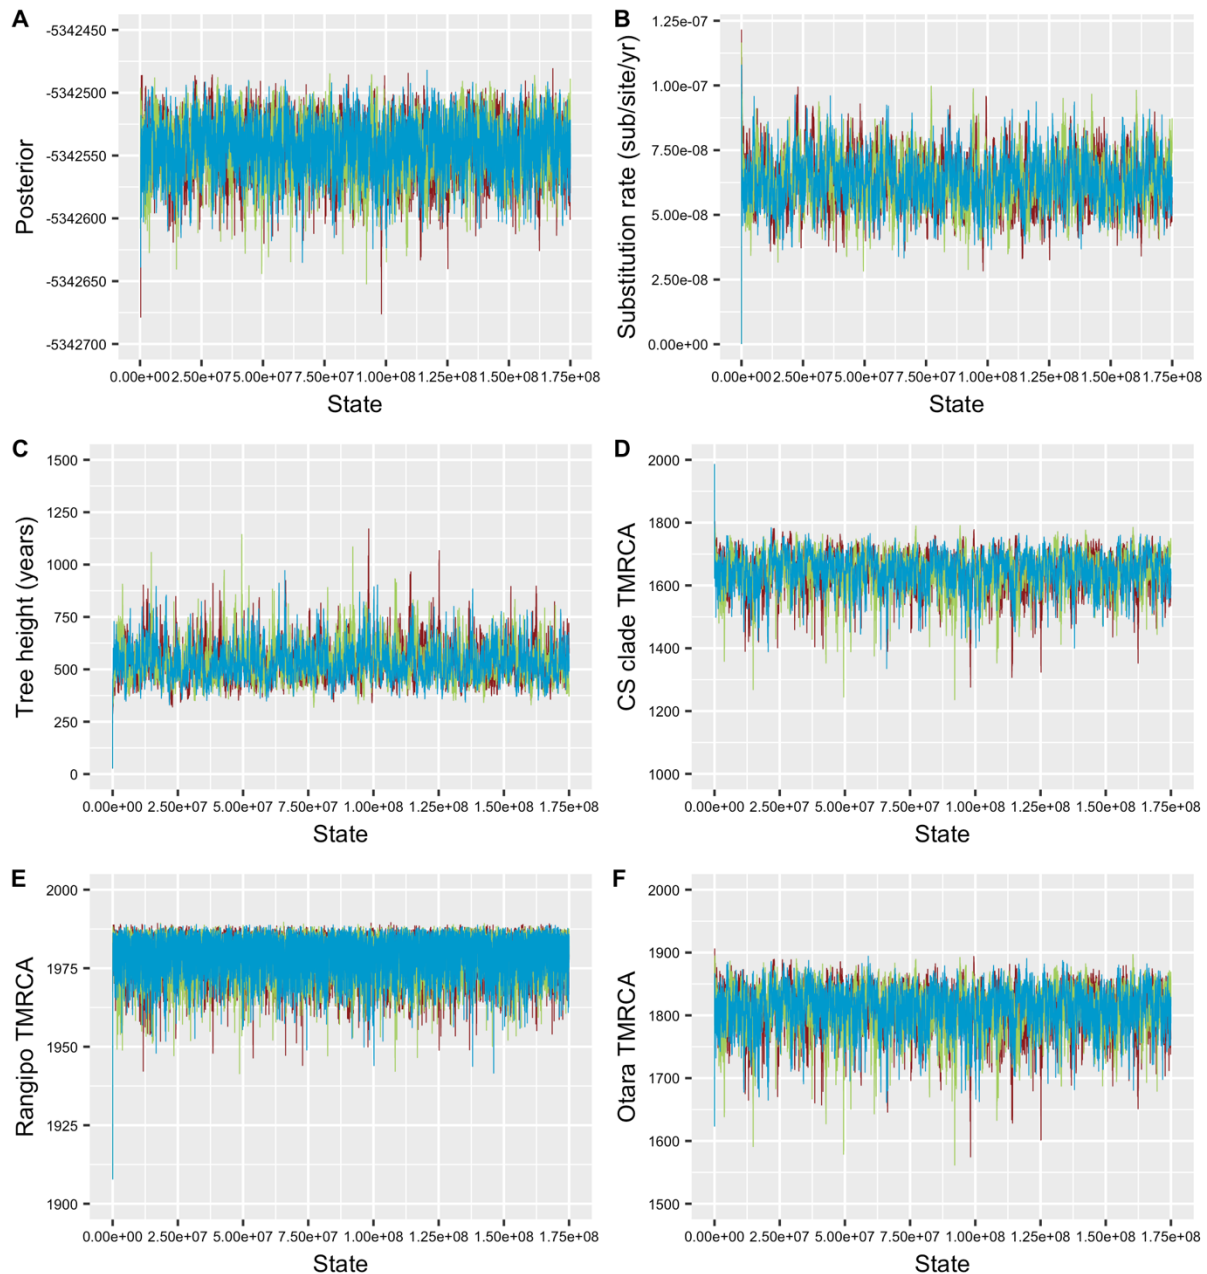 A
Posterior
-5342450
-5342500
-5342550
-5342600
-5342650
-5342700
0.00e+00 2.50e+07 5.00e+07 7.50e+07 1.00e+08 1.25e+08 1.50e+08 1.75e+08
State
B
Substitution rate (sub/site/yr)
1.25e-07
1.00e-07
7.50e-08
5.00e-08
2.50e-08
0.00e+00
0.00e+00 2.50e+07 5.00e+07 7.50e+07 1.00e+08 1.25e+08 1.50e+08 1.75e+08
State
C
Tree height (years)
1500
1250
1000
750
500
250
0
0.00e+00 2.50e+07 5.00e+07 7.50e+07 1.00e+08 1.25e+08 1.50e+08 1.75e+08
State
D
CS clade TMRCA
2000
1800
1600
1400
1200
1000
0.00e+00 2.50e+07 5.00e+07 7.50e+07 1.00e+08 1.25e+08 1.50e+08 1.75e+08
State
E
Rangipo TMRCA
2000
1975
1950
1925
1900
0.00e+00 2.50e+07 5.00e+07 7.50e+07 1.00e+08 1.25e+08 1.50e+08 1.75e+08
State
F
Otara TMRCA
2000
1900
1800
1700
1600
1500
0.00e+00 2.50e+07 5.00e+07 7.50e+07 1.00e+08 1.25e+08 1.50e+08 1.75e+08
State